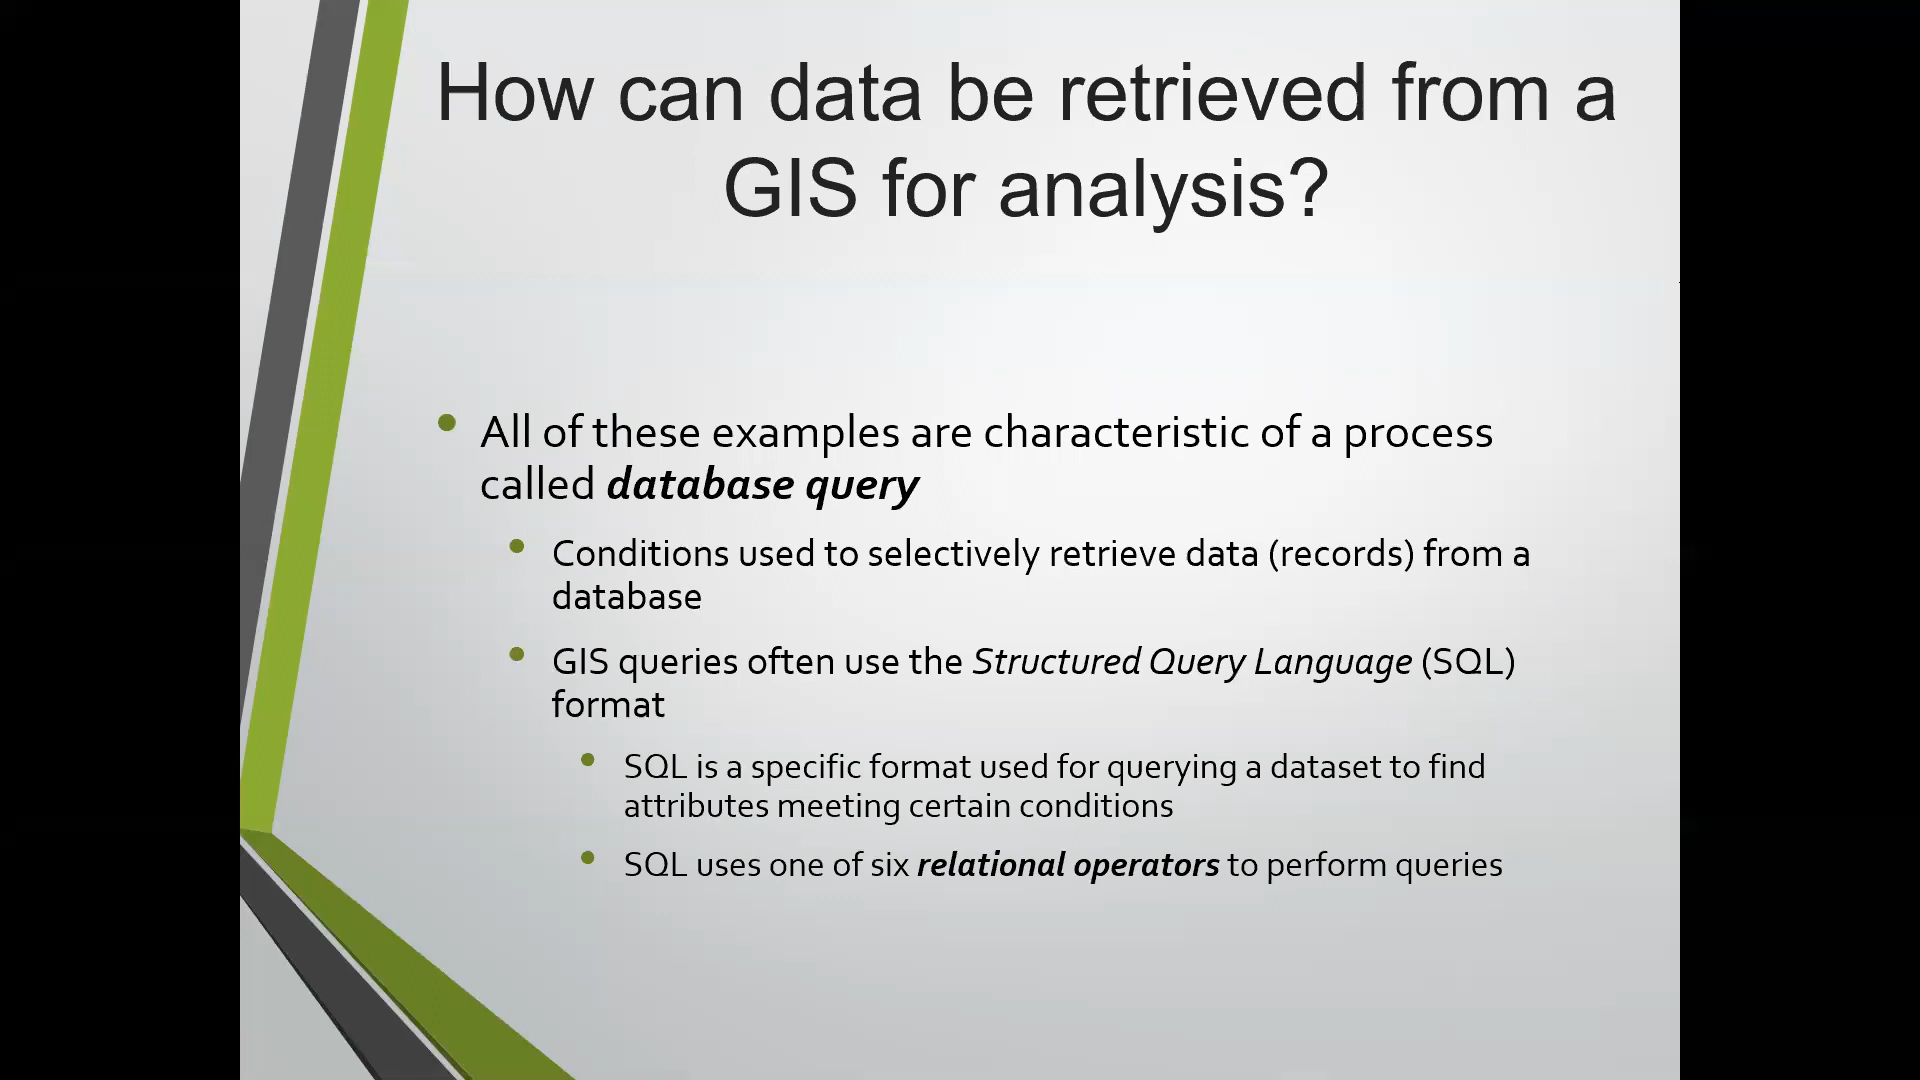 How can data be retrieved from a
GIS for analysis?
All of these examples are characteristic of a process
called database query
Conditions used to selectively retrieve data (records) from a
database
GIS queries often use the Structured Query Language (SQL)
format
SQL is a specific format used for querying a dataset to find
attributes meeting certain conditions
SQL uses one of six relational operators to perform queries